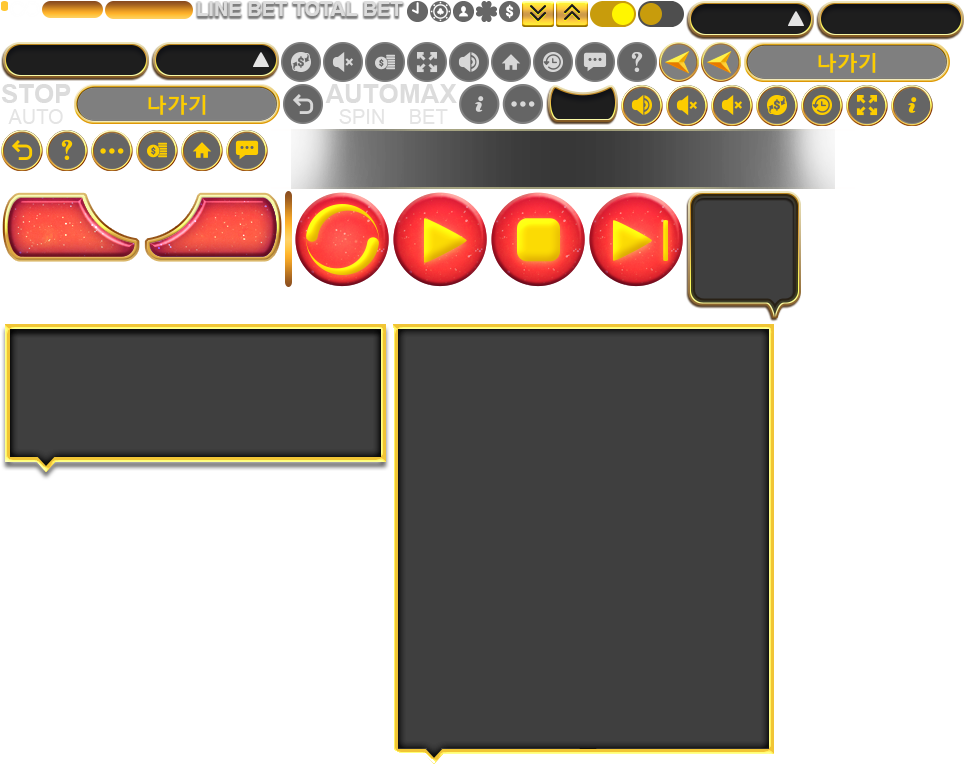 LINE BET TOTAL BET
나가기
STOP
AUTO
나가기
AUTO
SPIN
MAX
BET